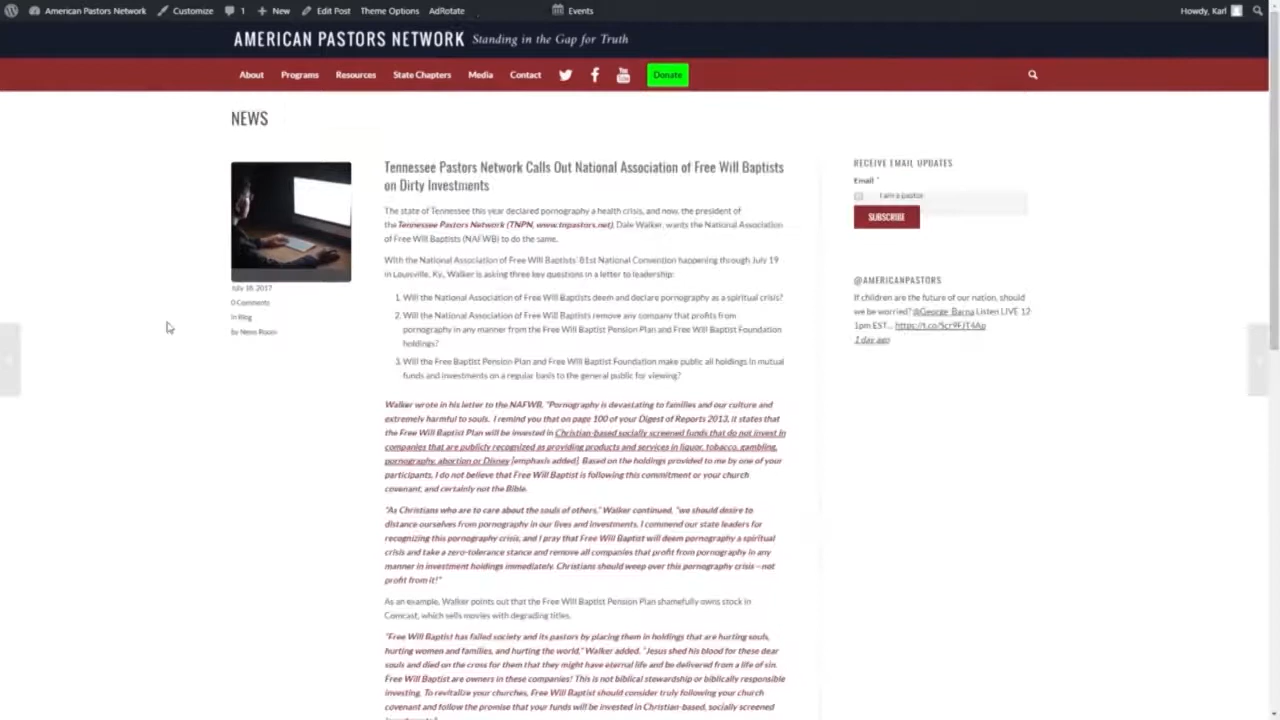 American Pastors Network Customize 1 New Edit Post Theme Options AdRotate Events Howdy, Karl
AMERICAN PASTORS NETWORK Standing in the Gap for Truth
About Programs Resources State Chapters Media Contact Donate
NEWS
Tennessee Pastors Network Calls Out National Association of Free Will Baptists
on Dirty Investments
The state of Tennessee this year declared pornography a health crisis, and now, the president of
the Tennessee Pastors Network (TNPN, www.tnpastors.net), Dale Walker, wants the National Association
of Free Will Baptists (NAFWB) to do the same.
With the National Association of Free Will Baptists' 81st National Convention happening through July 19
in Louisville, Ky., Walker is asking three key questions in a letter to leadership:
1. Will the National Association of Free Will Baptists deem and declare pornography as a spiritual crisis?
2. Will the National Association of Free Will Baptists remove any company that profits from
pornography in any manner from the Free Will Baptist Pension Plan and Free Will Baptist Foundation
holdings?
3. Will the Free Baptist Pension Plan and Free Will Baptist Foundation make public all holdings in mutual
funds and investments on a regular basis to the general public for viewing?
Walker wrote in his letter to the NAFWB, "Pornography is devastating to families and our culture and
extremely harmful to souls. I remind you that on page 100 of your Digest of Reports 2013, it states that
the Free Will Baptist Plan will be invested in Christian-based socially screened funds that do not invest in
companies that are publicly recognized as providing products and services in liquor, tobacco, gambling,
pornography, abortion or Disney [emphasis added]. Based on the holdings provided to me by one of your
participants, I do not believe that Free Will Baptist is following this commitment or your church
covenant, and certainly not the Bible.
"As Christians who are to care about the souls of others," Walker continued, "we should desire to
distance ourselves from pornography in our lives and investments. I commend our state leaders for
recognizing this pornography crisis, and I pray that Free Will Baptist will deem pornography a spiritual
crisis and take a zero-tolerance stance and remove all companies that profit from pornography in any
manner in investment holdings immediately. Christians should weep over this pornography crisis—not
profit from it!"
As an example, Walker points out that the Free Will Baptist Pension Plan shamefully owns stock in
Comcast, which sells movies with degrading titles.
"Free Will Baptist has failed society and its pastors by placing them in holdings that are hurting souls,
hurting women and families, and hurting the world," Walker added. "Jesus shed his blood for these dear
souls and died on the cross for them that they might have eternal life and be delivered from a life of sin.
Free Will Baptist are owners in these companies! This is not biblical stewardship or biblically responsible
investing. To revitalize your churches, Free Will Baptist should consider truly following your church
covenant and follow the promise that your funds will be invested in Christian-based, socially screened
July 18, 2017
0 Comments
in Blog
by News Room
RECEIVE EMAIL UPDATES
Email *
I am a pastor
SUBSCRIBE
@AMERICANPASTORS
If children are the future of our nation, should
we be worried? @George_Barna Listen LIVE 12-
1pm EST... https://t.co/5cr9FJT4Au
1 day ago